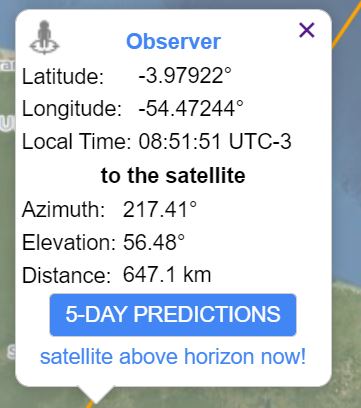 Observer
Latitude: -3.97922°
Longitude: -54.47244°
Local Time: 08:51:51 UTC-3
to the satellite
Azimuth: 217.41°
Elevation: 56.48°
Distance: 647.1 km
5-DAY PREDICTIONS
satellite above horizon now!